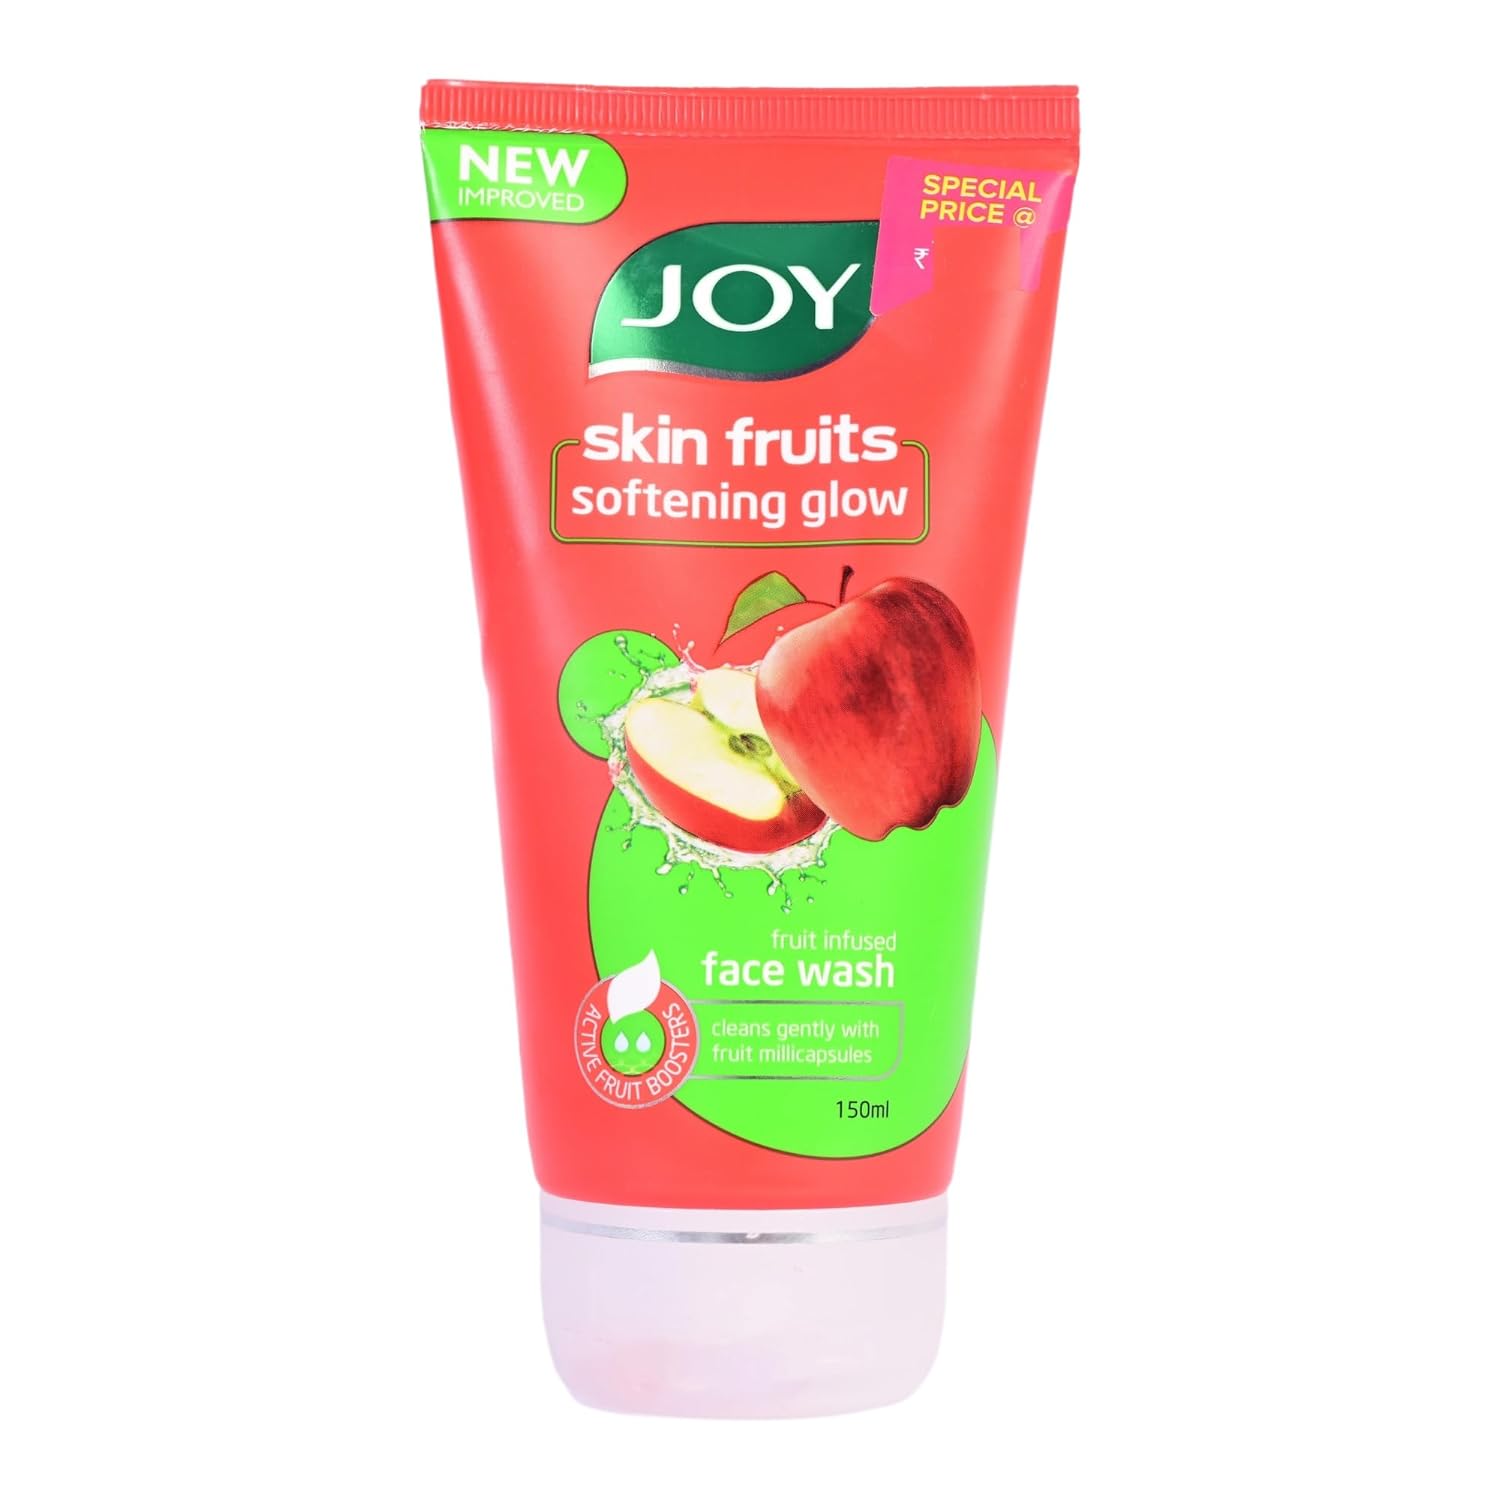 NEW
IMPROVED
SPECIAL
PRICE @
₹
JOY
skin fruits
softening glow
fruit infused
face wash
cleans gently with
fruit millicapsules
ACTIVE FRUIT BOOSTERS
150ml